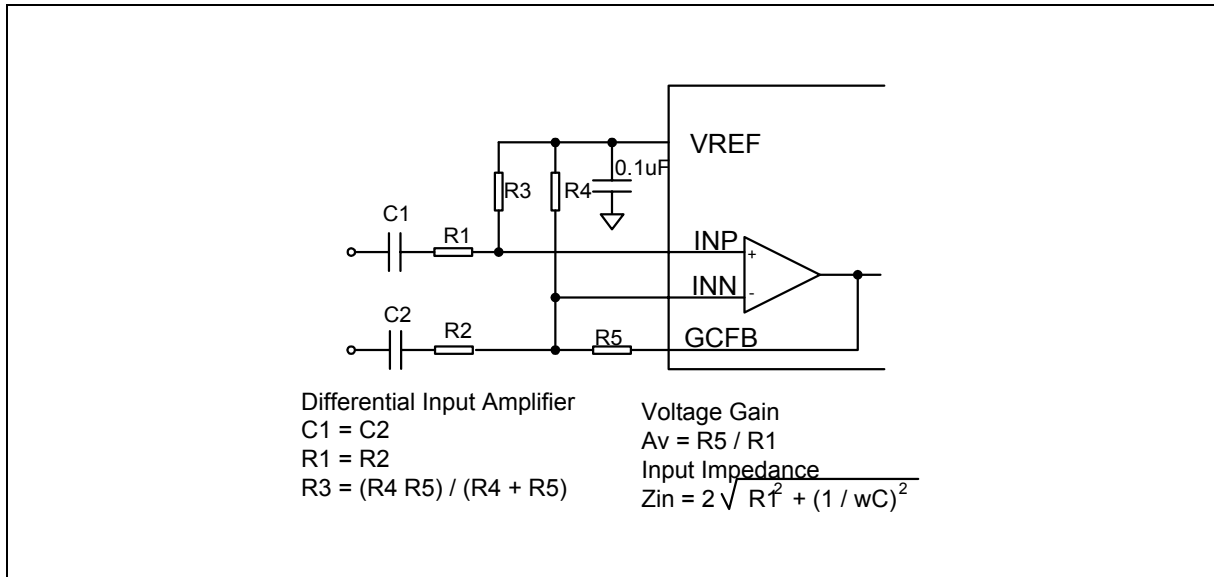 VREF
0.1uF
R3
R4
C1
R1
INP
+
INN
-
C2
R2
R5
GCFB
Differential Input Amplifier
C1 = C2
R1 = R2
R3 = (R4 R5) / (R4 + R5)
Voltage Gain
Av = R5 / R1
Input Impedance
Zin = 2√ R1² + (1 / wC)²